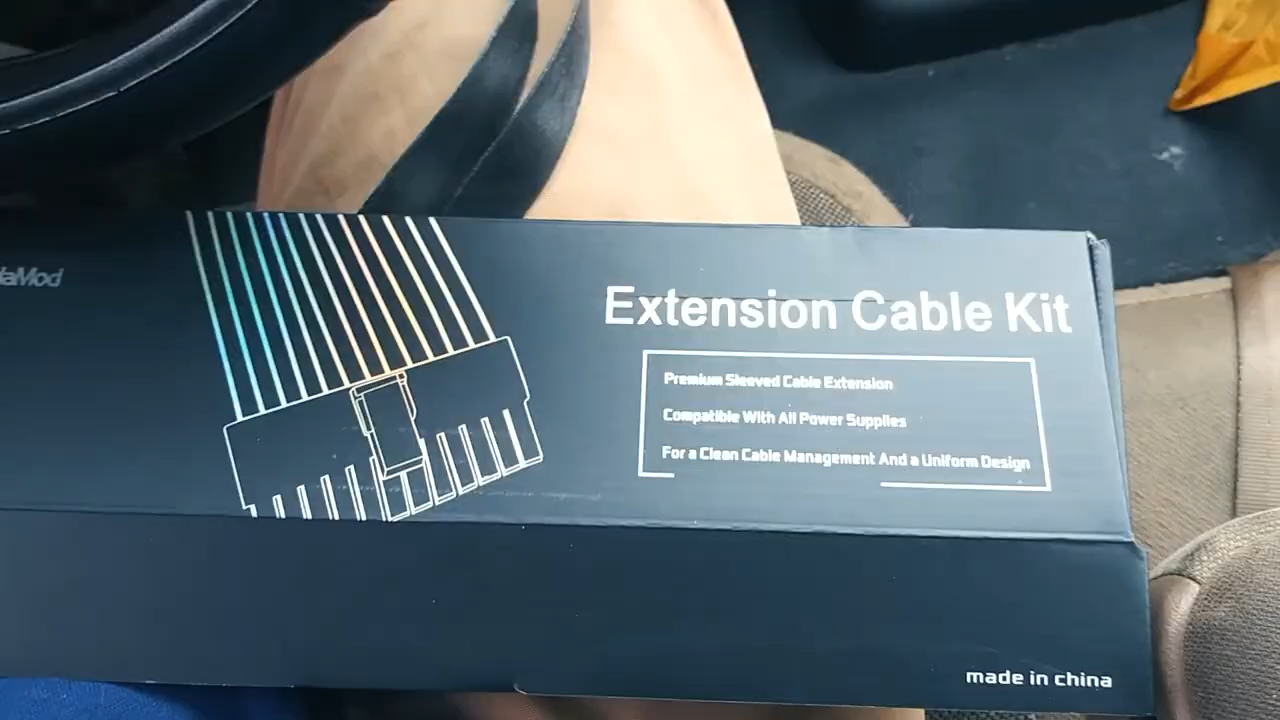 Extension Cable Kit
Premium Sleeved Cable Extension
Compatible With All Power Supplies
For a Clean Cable Management And a Uniform Design
made in china